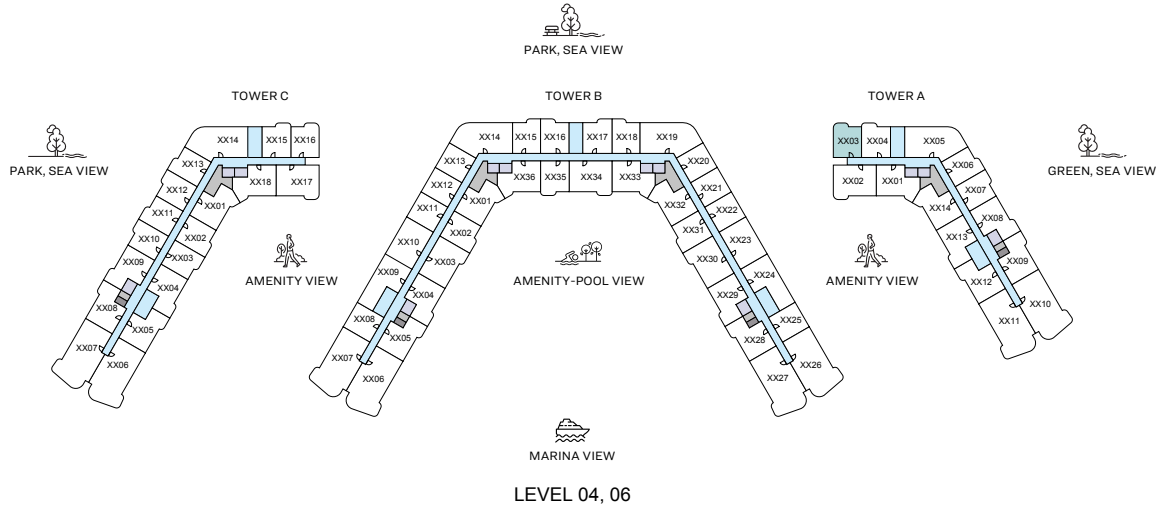 PARK, SEA VIEW
TOWER C
TOWER B
TOWER A
PARK, SEA VIEW
GREEN, SEA VIEW
XX14
XX15
XX16
XX13
XX12
XX11
XX10
XX09
XX08
XX07
XX06
XX05
XX04
XX03
XX02
XX01
XX18
XX17
XX14
XX15
XX16
XX17
XX18
XX19
XX13
XX12
XX11
XX10
XX09
XX08
XX07
XX06
XX05
XX04
XX03
XX02
XX01
XX36
XX35
XX34
XX33
XX32
XX31
XX30
XX29
XX28
XX27
XX26
XX25
XX24
XX23
XX22
XX21
XX20
XX03
XX04
XX05
XX02
XX01
XX06
XX07
XX08
XX09
XX10
XX11
XX12
XX13
XX14
AMENITY VIEW
AMENITY-POOL VIEW
AMENITY VIEW
MARINA VIEW
LEVEL 04, 06